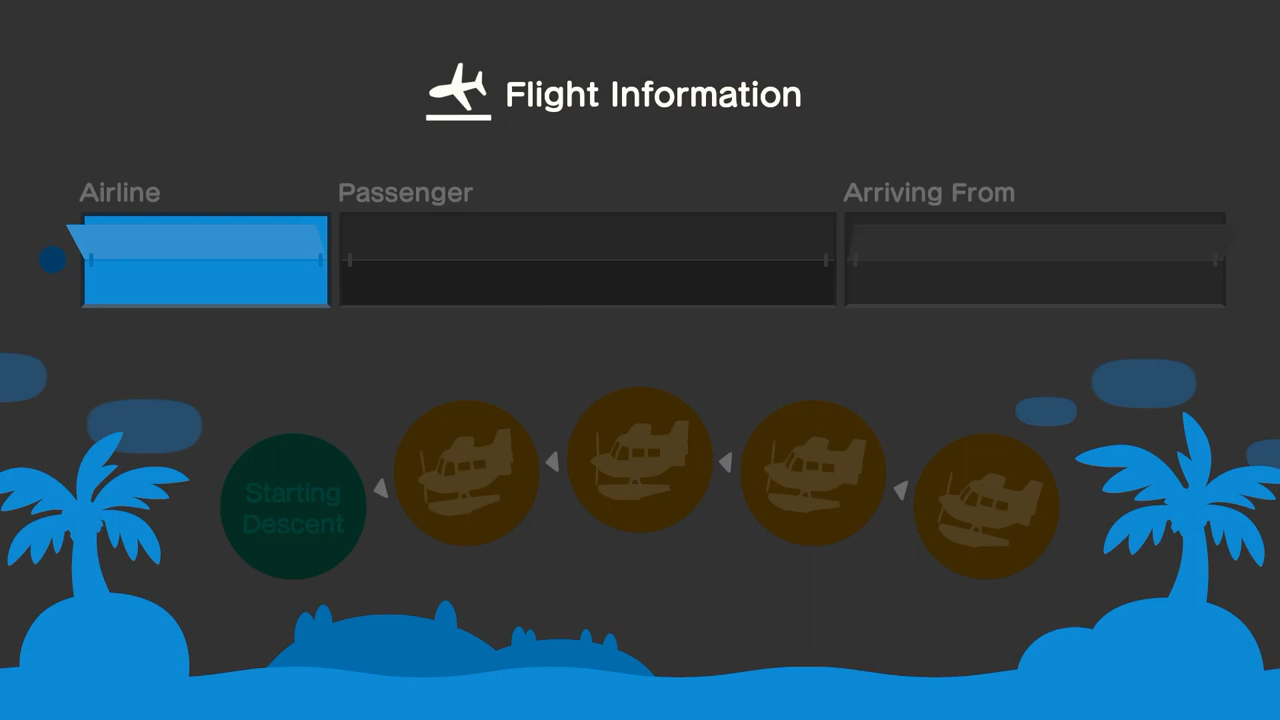 Flight Information
Airline
Passenger
Arriving From
Starting
Descent